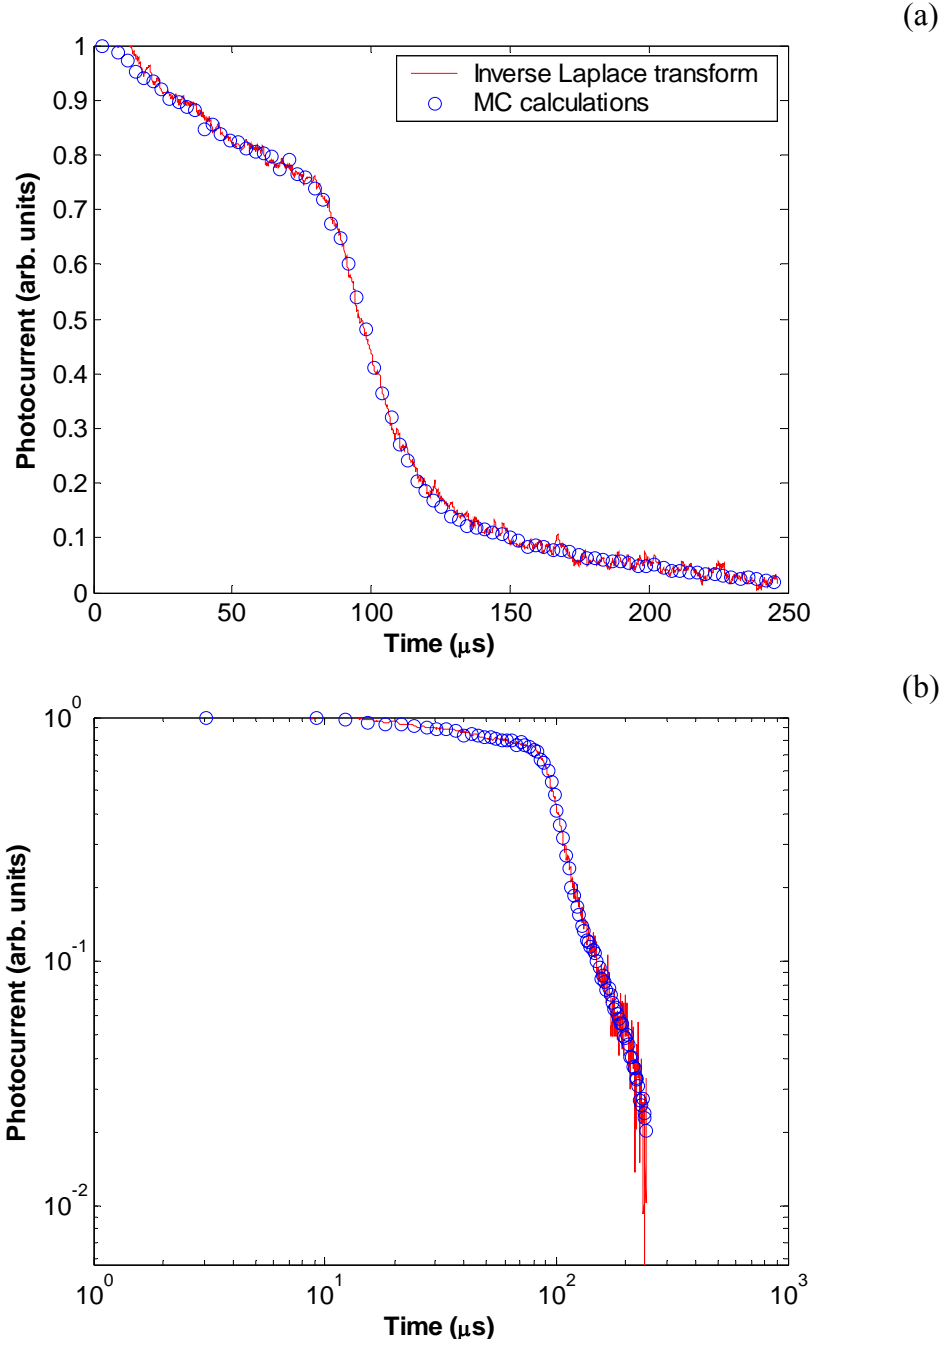 (a)
1
0.9
0.8
0.7
0.6
0.5
0.4
0.3
0.2
0.1
0
Photocurrent (arb. units)
Inverse Laplace transform
MC calculations
0 50 100 150 200 250
Time (μs)
(b)
10^0
10^-1
10^-2
Photocurrent (arb. units)
10^0 10^1 10^2 10^3
Time (μs)